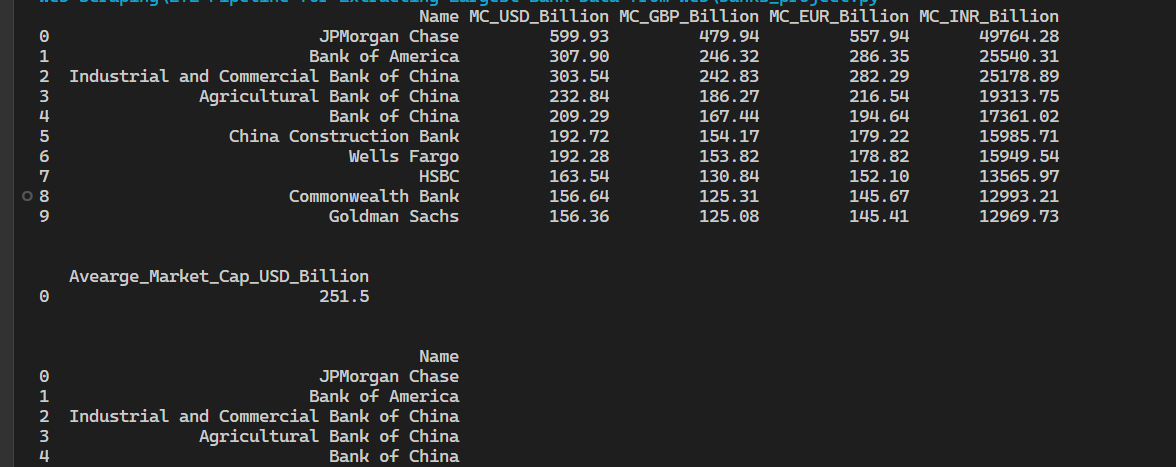 Name MC_USD_Billion MC_GBP_Billion MC_EUR_Billion MC_INR_Billion
0 JPMorgan Chase 599.93 479.94 557.94 49764.28
1 Bank of America 307.90 246.32 286.35 25540.31
2 Industrial and Commercial Bank of China 303.54 242.83 282.29 25178.89
3 Agricultural Bank of China 232.84 186.27 216.54 19313.75
4 Bank of China 209.29 167.44 194.64 17361.02
5 China Construction Bank 192.72 154.17 179.22 15985.71
6 Wells Fargo 192.28 153.82 178.82 15949.54
7 HSBC 163.54 130.84 152.10 13565.97
8 Commonwealth Bank 156.64 125.31 145.67 12993.21
9 Goldman Sachs 156.36 125.08 145.41 12969.73
Avearge_Market_Cap_USD_Billion
0 251.5
Name
0 JPMorgan Chase
1 Bank of America
2 Industrial and Commercial Bank of China
3 Agricultural Bank of China
4 Bank of China